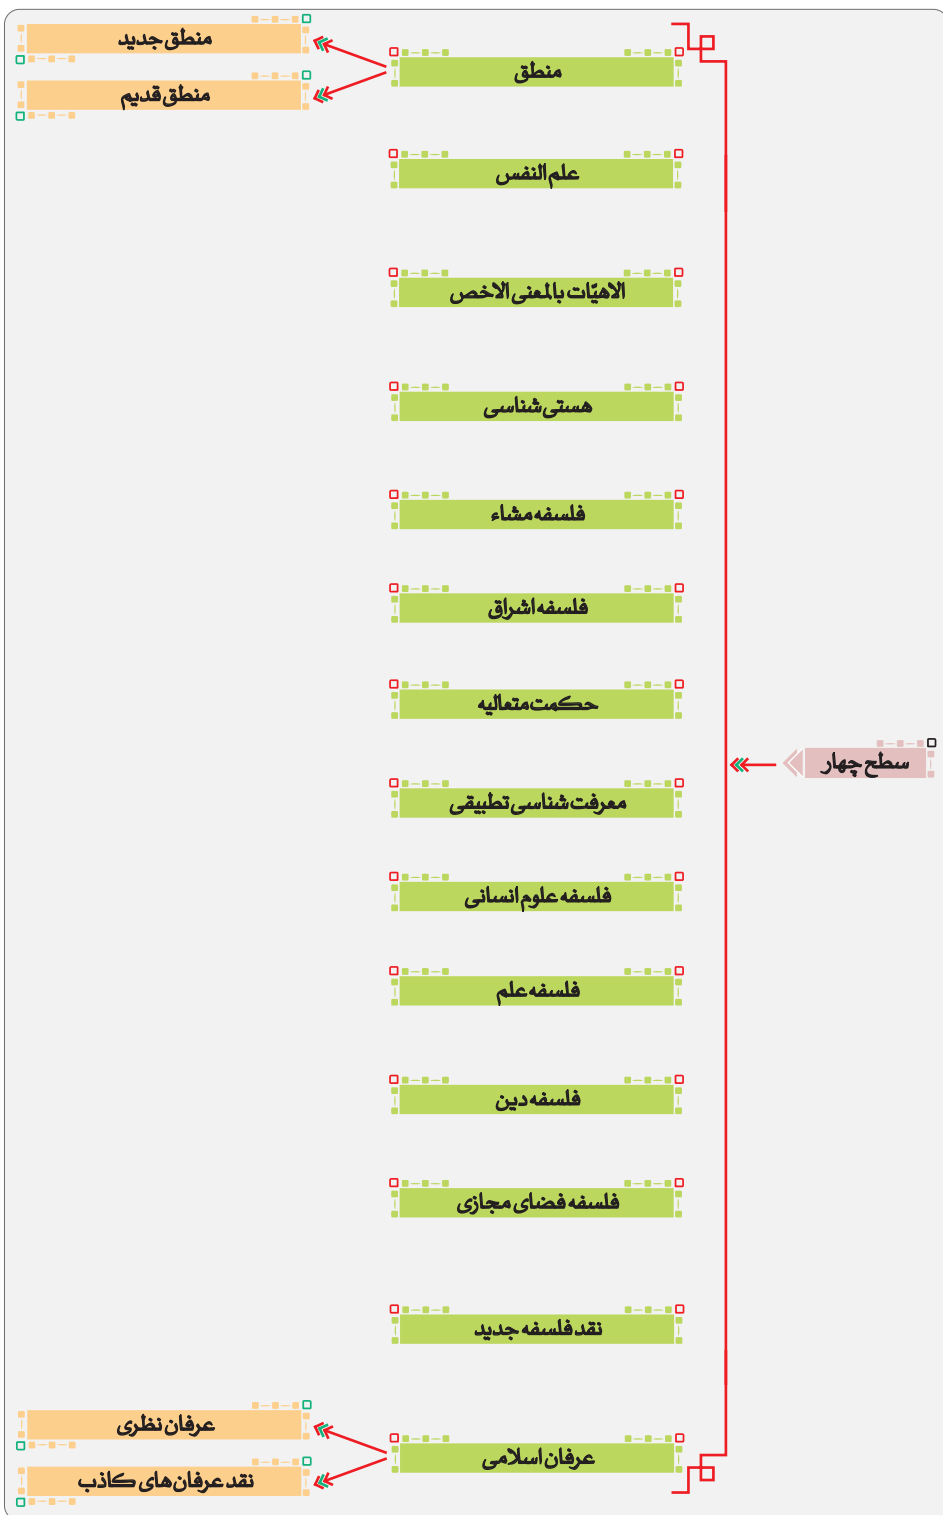 سطح چهار
منطق
منطق جدید
منطق قدیم
علم النفس
الاهیّات بالمعنی الاخص
هستی شناسی
فلسفه مشاء
فلسفه اشراق
حکمت متعالیه
معرفت شناسی تطبیقی
فلسفه علوم انسانی
فلسفه علم
فلسفه دین
فلسفه فضای مجازی
نقد فلسفه جدید
عرفان اسلامی
عرفان نظری
نقد عرفان های کاذب